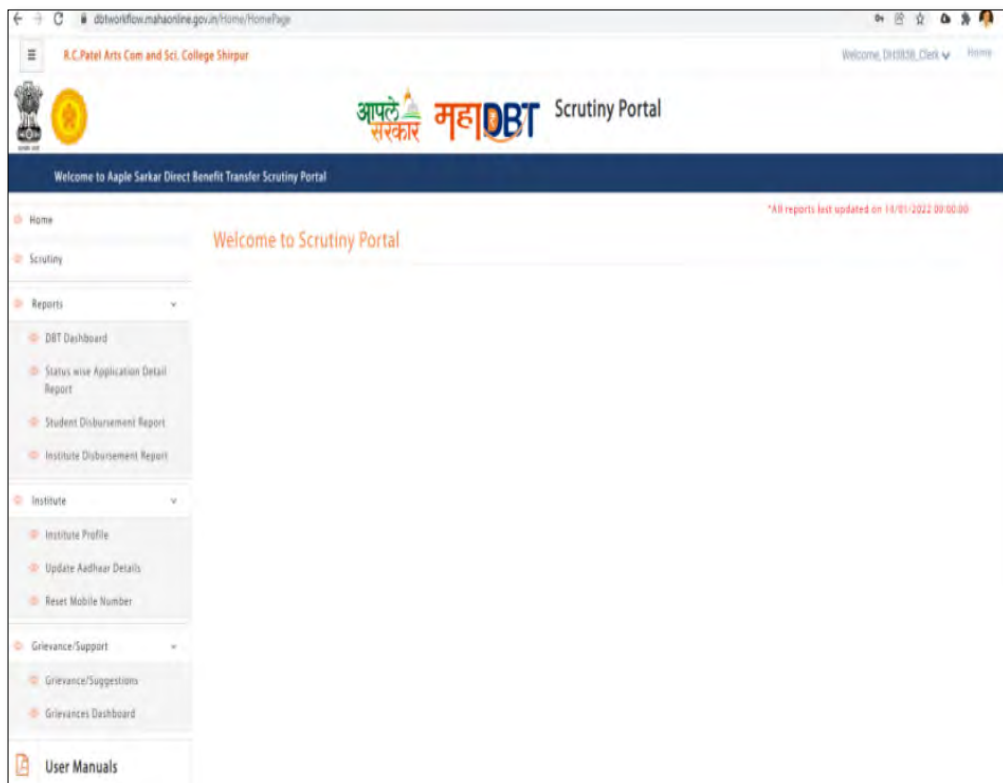 dbtworkflow.mahaonline.gov.in/Home/HomePage
R.C.Patel Arts Com and Sci. College Shirpur
Welcome, Clerk
Home
आपले सरकार
महाDBT
Scrutiny Portal
Welcome to Aaple Sarkar Direct Benefit Transfer Scrutiny Portal
*All reports last updated on 14/01/2022 00:00:00
Home
Welcome to Scrutiny Portal
Scrutiny
Reports
DBT Dashboard
Status wise Application Detail
Report
Student Disbursement Report
Institute Disbursement Report
Institute
Institute Profile
Update Aadhaar Details
Reset Mobile Number
Grievance/Support
Grievance/Suggestions
Grievances Dashboard
User Manuals